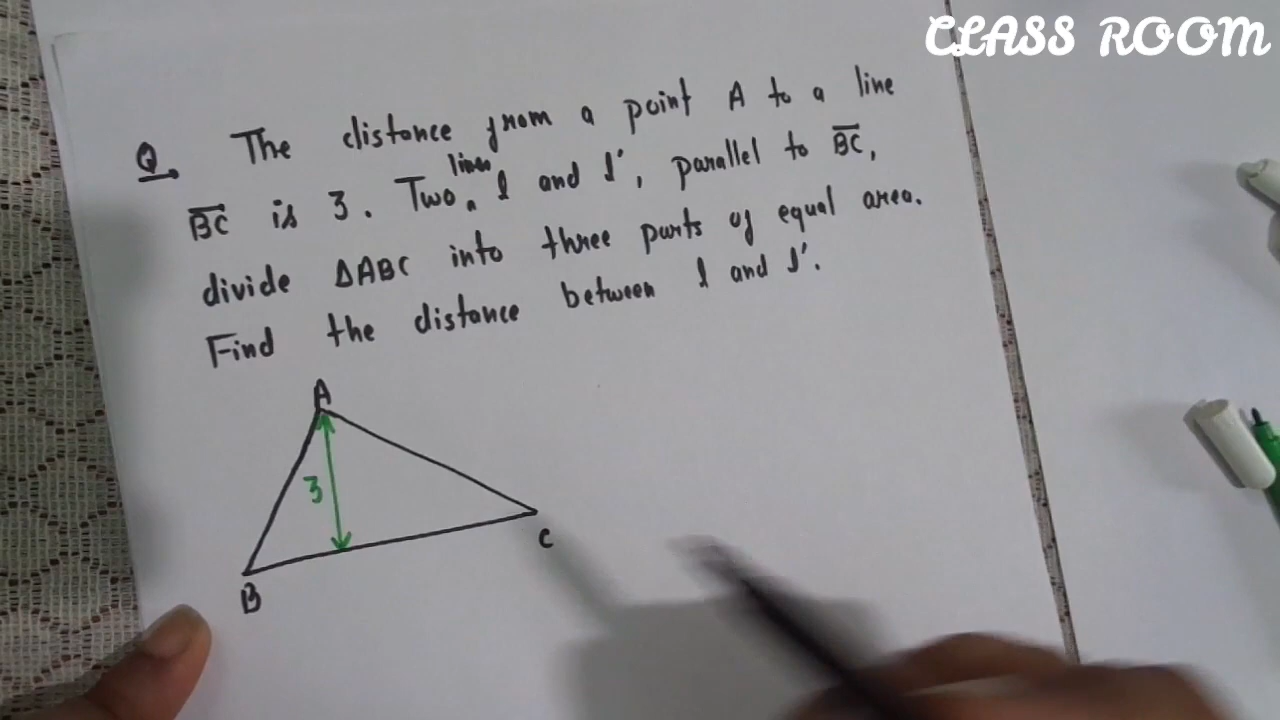 CLASS ROOM
Q. The distance from a point A to a line
BC is 3. Two lines l and l', parallel to BC,
divide ΔABC into three parts of equal area.
Find the distance between l and l'.
A
3
B
C